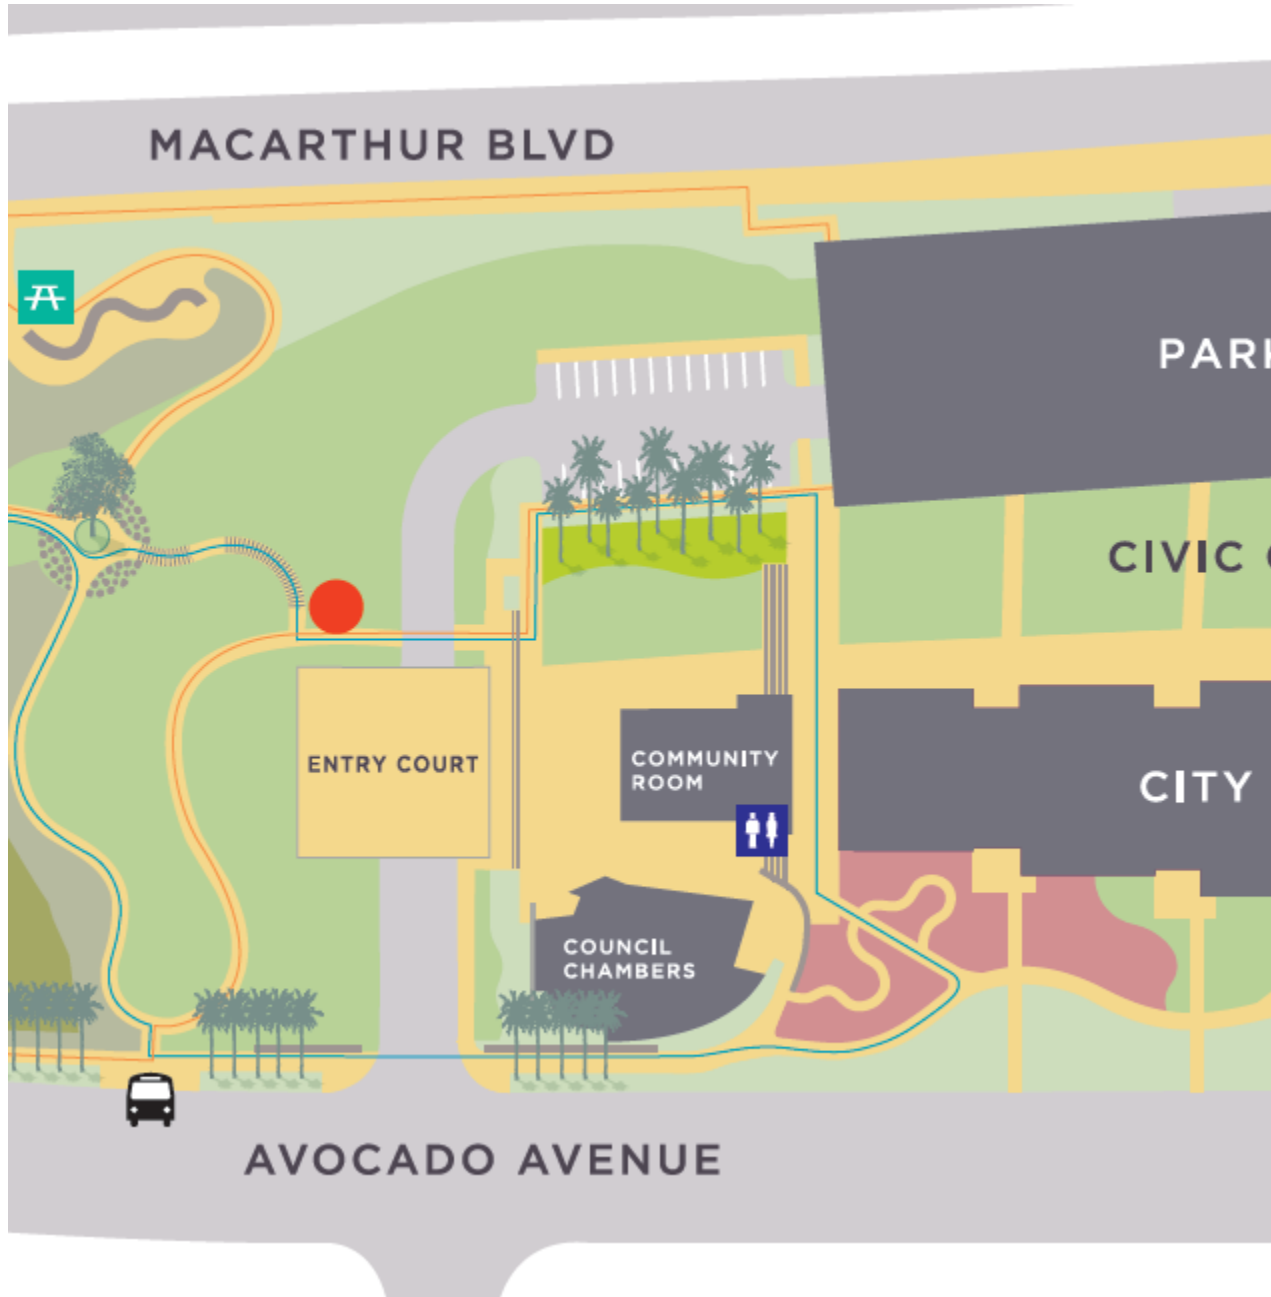 MACARTHUR BLVD
PARK
CIVIC
ENTRY COURT
COMMUNITY
ROOM
CITY
COUNCIL
CHAMBERS
AVOCADO AVENUE